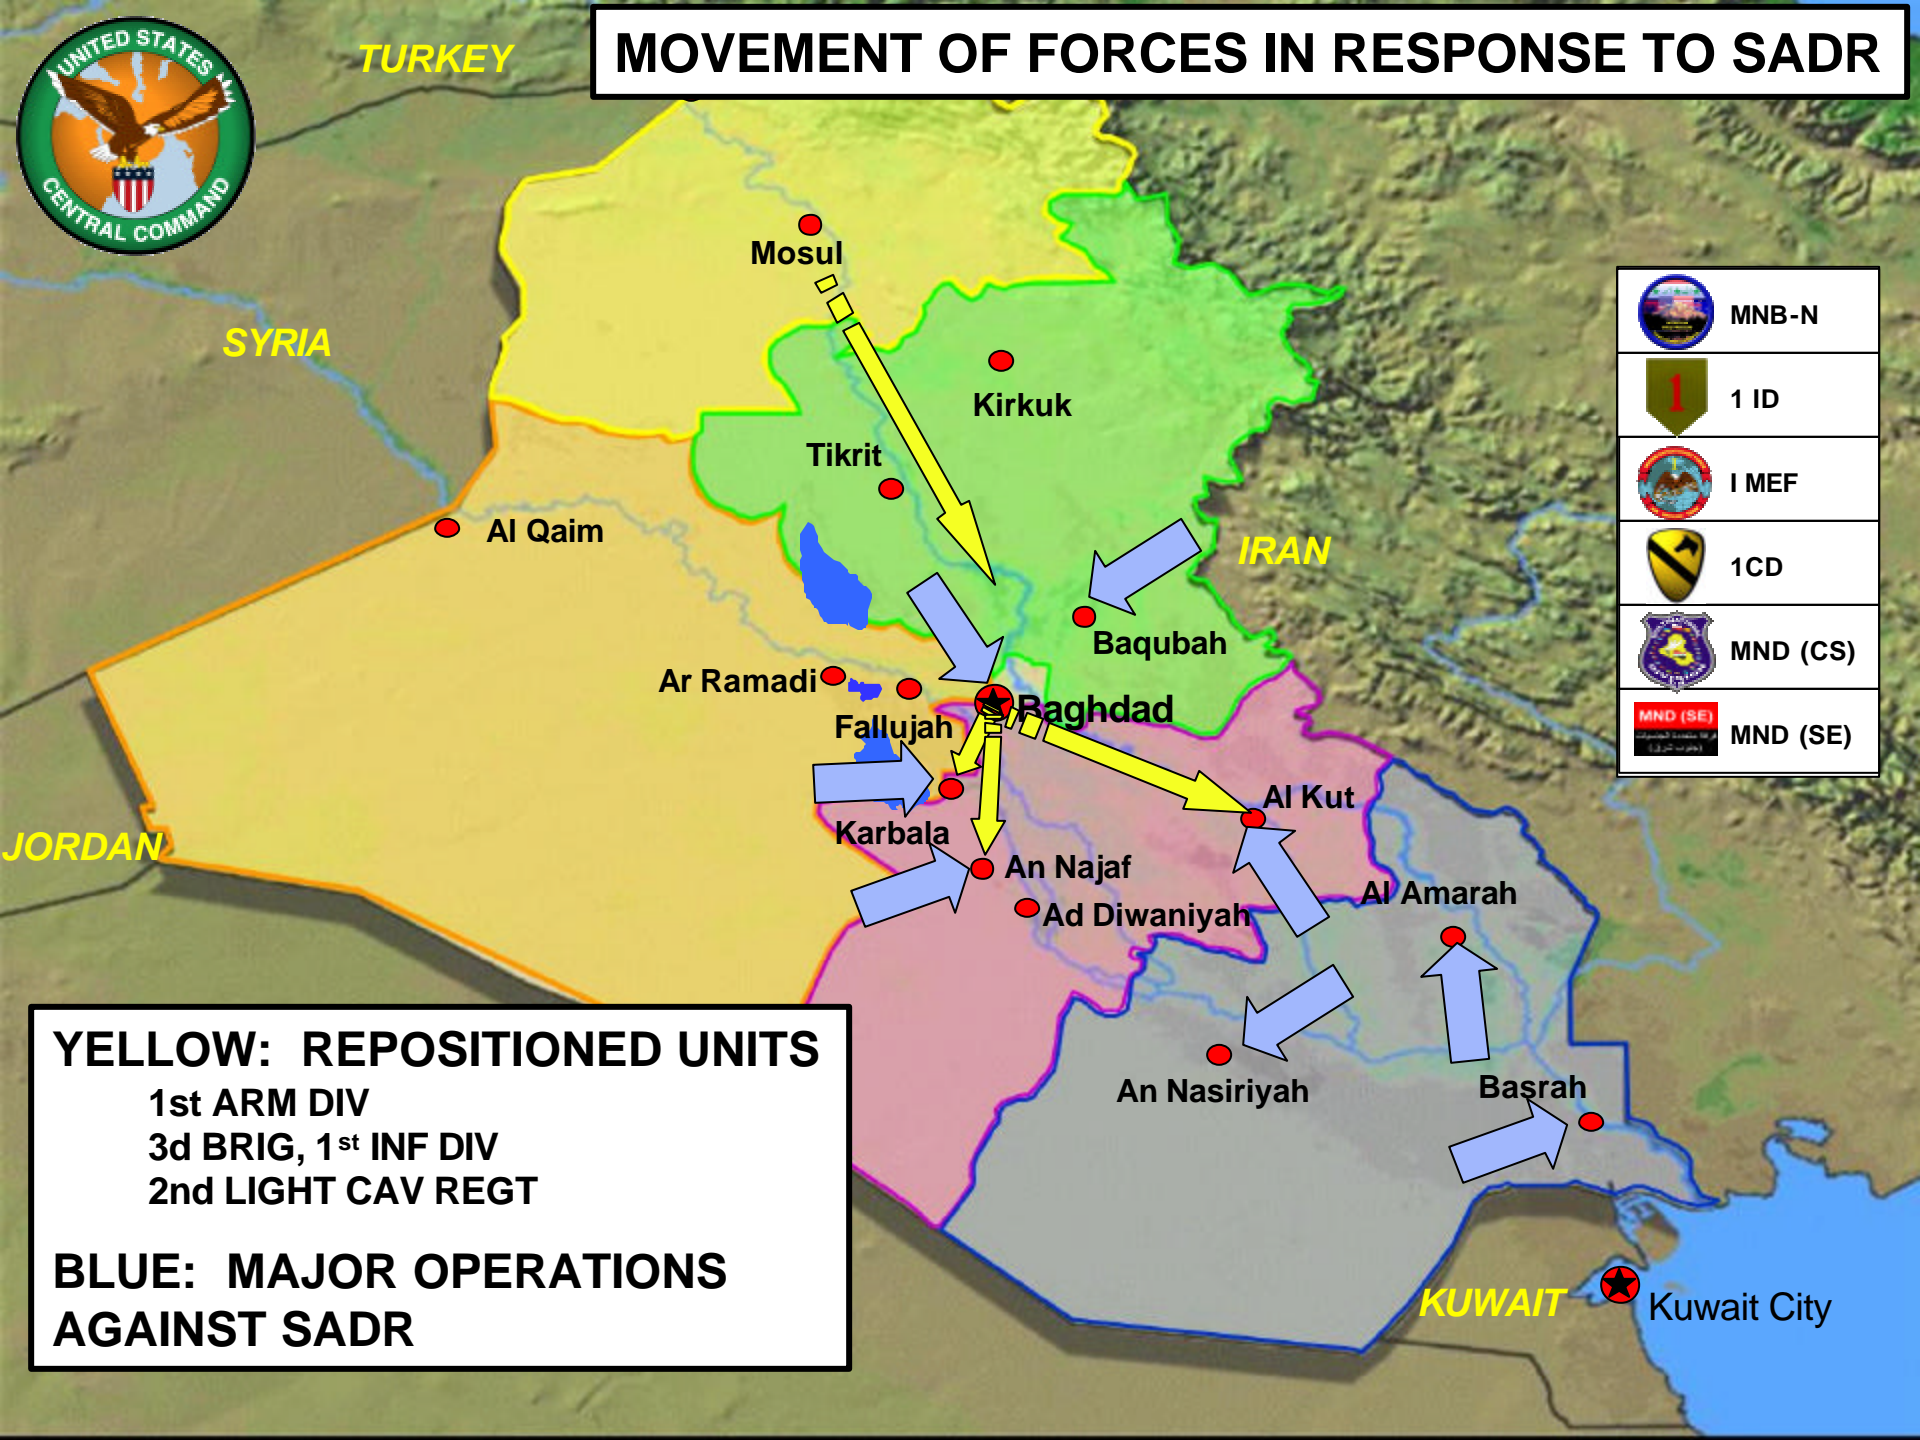 UNITED STATES
CENTRAL COMMAND
TURKEY
MOVEMENT OF FORCES IN RESPONSE TO SADR
Mosul
SYRIA
MNB-N
1 ID
I MEF
1CD
MND (CS)
MND (SE)
MND (SE)
Kirkuk
Tikrit
Al Qaim
IRAN
Baqubah
Ar Ramadi
Baghdad
Fallujah
Al Kut
Karbala
JORDAN
An Najaf
Al Amarah
Ad Diwaniyah
An Nasiriyah
Basrah
KUWAIT
Kuwait City
YELLOW: REPOSITIONED UNITS
1st ARM DIV
3d BRIG, 1st INF DIV
2nd LIGHT CAV REGT
BLUE: MAJOR OPERATIONS
AGAINST SADR